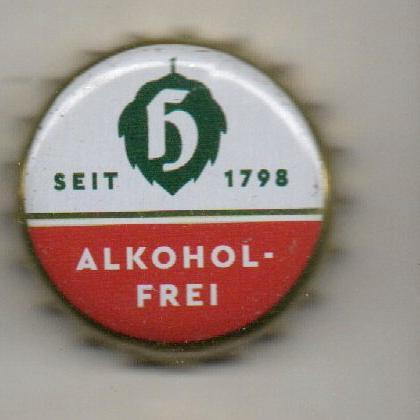 h
SEIT 1798
ALKOHOL-
FREI